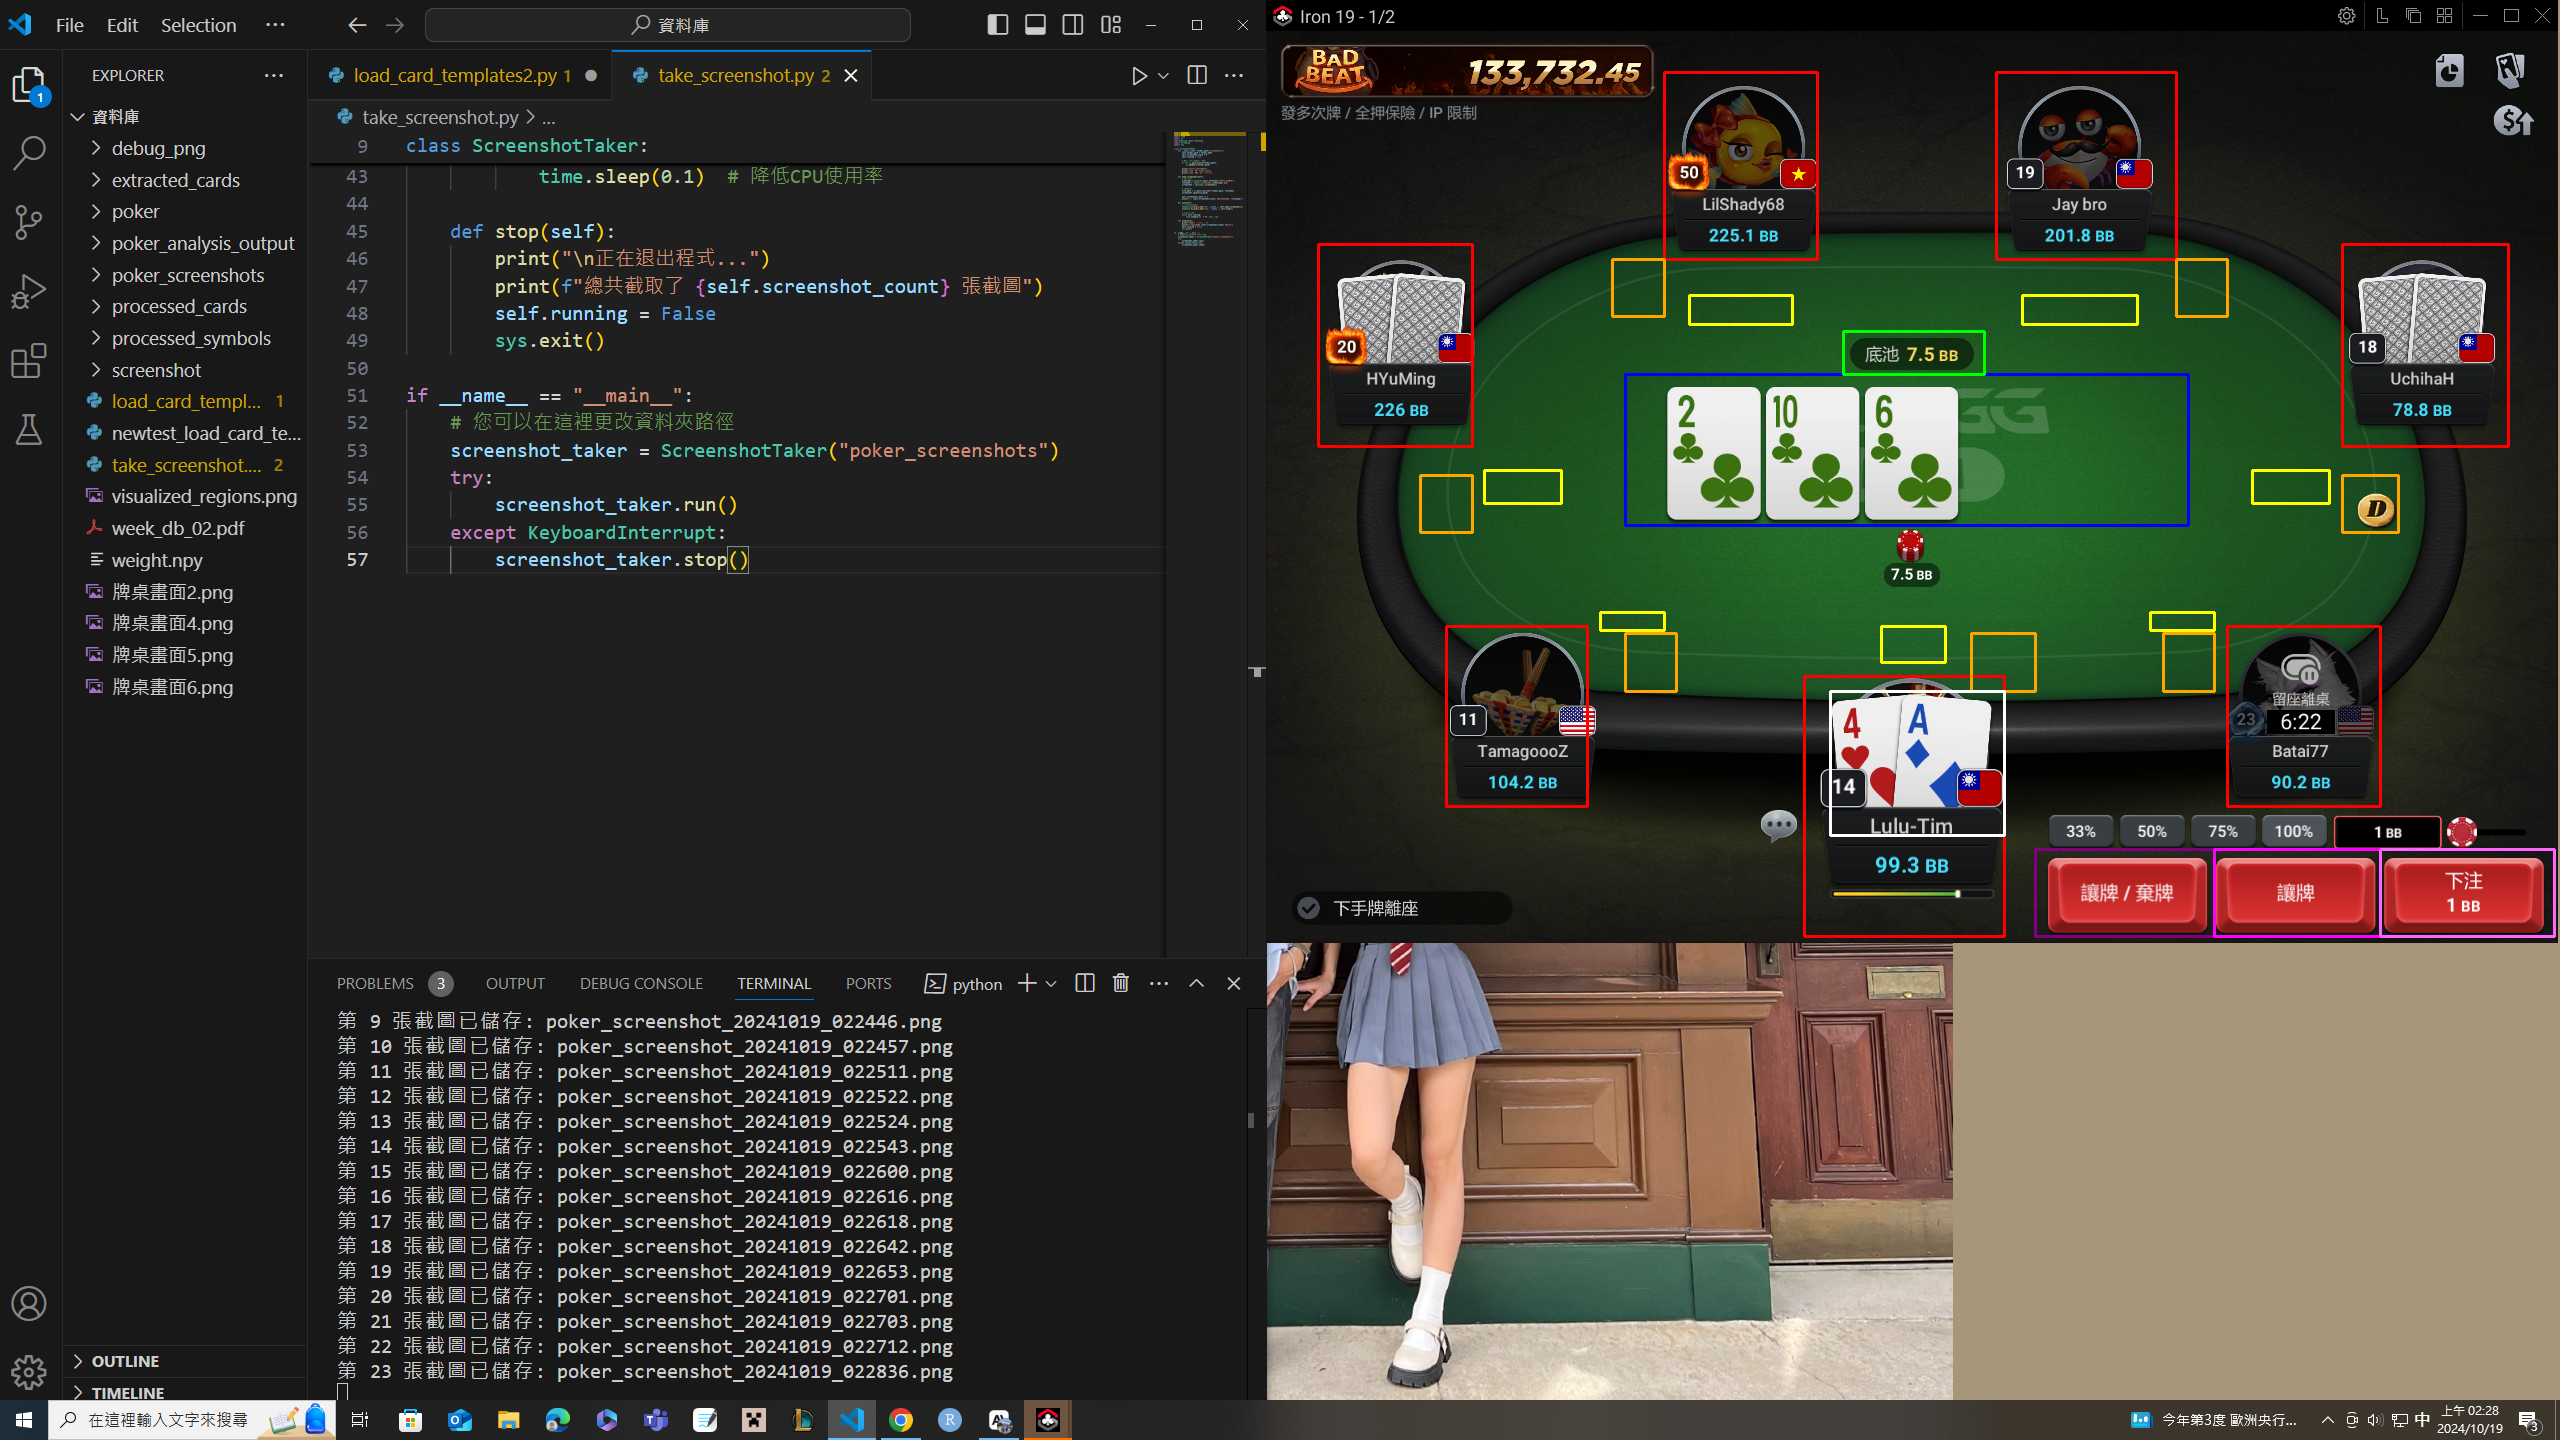 File Edit Selection ···
資料庫
EXPLORER ···
資料庫
debug_png
extracted_cards
poker
poker_analysis_output
poker_screenshots
processed_cards
processed_symbols
screenshot
load_card_templ... 1
newtest_load_card_te...
take_screenshot.... 2
visualized_regions.png
week_db_02.pdf
weight.npy
牌桌畫面2.png
牌桌畫面4.png
牌桌畫面5.png
牌桌畫面6.png
OUTLINE
TIMELINE
1
load_card_templates2.py 1
take_screenshot.py 2
take_screenshot.py > ...
9 class ScreenshotTaker:
43 time.sleep(0.1) # 降低CPU使用率
44
45 def stop(self):
46 print("\n正在退出程式...")
47 print(f"總共截取了 {self.screenshot_count} 張截圖")
48 self.running = False
49 sys.exit()
50
51 if __name__ == "__main__":
52 # 您可以在這裡更改資料夾路徑
53 screenshot_taker = ScreenshotTaker("poker_screenshots")
54 try:
55 screenshot_taker.run()
56 except KeyboardInterrupt:
57 screenshot_taker.stop()
PROBLEMS 3 OUTPUT DEBUG CONSOLE TERMINAL PORTS python
第 9 張截圖已儲存: poker_screenshot_20241019_022446.png
第 10 張截圖已儲存: poker_screenshot_20241019_022457.png
第 11 張截圖已儲存: poker_screenshot_20241019_022511.png
第 12 張截圖已儲存: poker_screenshot_20241019_022522.png
第 13 張截圖已儲存: poker_screenshot_20241019_022524.png
第 14 張截圖已儲存: poker_screenshot_20241019_022543.png
第 15 張截圖已儲存: poker_screenshot_20241019_022600.png
第 16 張截圖已儲存: poker_screenshot_20241019_022616.png
第 17 張截圖已儲存: poker_screenshot_20241019_022618.png
第 18 張截圖已儲存: poker_screenshot_20241019_022642.png
第 19 張截圖已儲存: poker_screenshot_20241019_022653.png
第 20 張截圖已儲存: poker_screenshot_20241019_022701.png
第 21 張截圖已儲存: poker_screenshot_20241019_022703.png
第 22 張截圖已儲存: poker_screenshot_20241019_022712.png
第 23 張截圖已儲存: poker_screenshot_20241019_022836.png
Iron 19 - 1/2
BAD BEAT 133,732.45
發多次牌 / 全押保險 / IP 限制
50
LilShady68
225.1 BB
19
Jay bro
201.8 BB
20
HYuMing
226 BB
18
UchihaH
78.8 BB
底池 7.5 BB
2 10 6
D
7.5 BB
11
TamagoooZ
104.2 BB
4 A
14
Lulu-Tim
99.3 BB
留座離桌
23 6:22
Batai77
90.2 BB
33% 50% 75% 100% 1 BB
讓牌 / 棄牌
讓牌
下注
1 BB
下手牌離座
在這裡輸入文字來搜尋
今年第3度 歐洲央行...
中
上午 02:28
2024/10/19
3